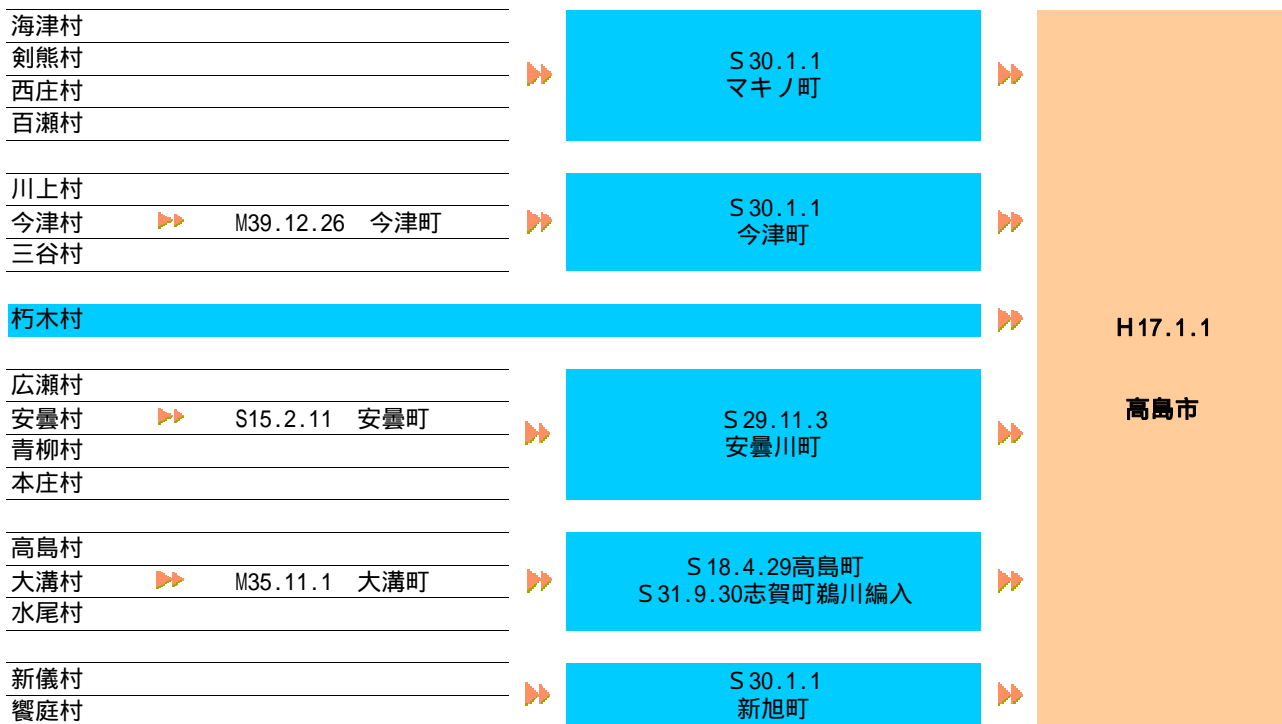 海津村
剣熊村
西庄村
百瀬村
S30.1.1
マキノ町
川上村
今津村 M39.12.26 今津町
三谷村
S30.1.1
今津町
朽木村
広瀬村
安曇村 S15.2.11 安曇町
青柳村
本庄村
S29.11.3
安曇川町
高島村
大溝村 M35.11.1 大溝町
水尾村
S18.4.29高島町
S31.9.30志賀町鵜川編入
新儀村
饗庭村
S30.1.1
新旭町
H17.1.1
高島市